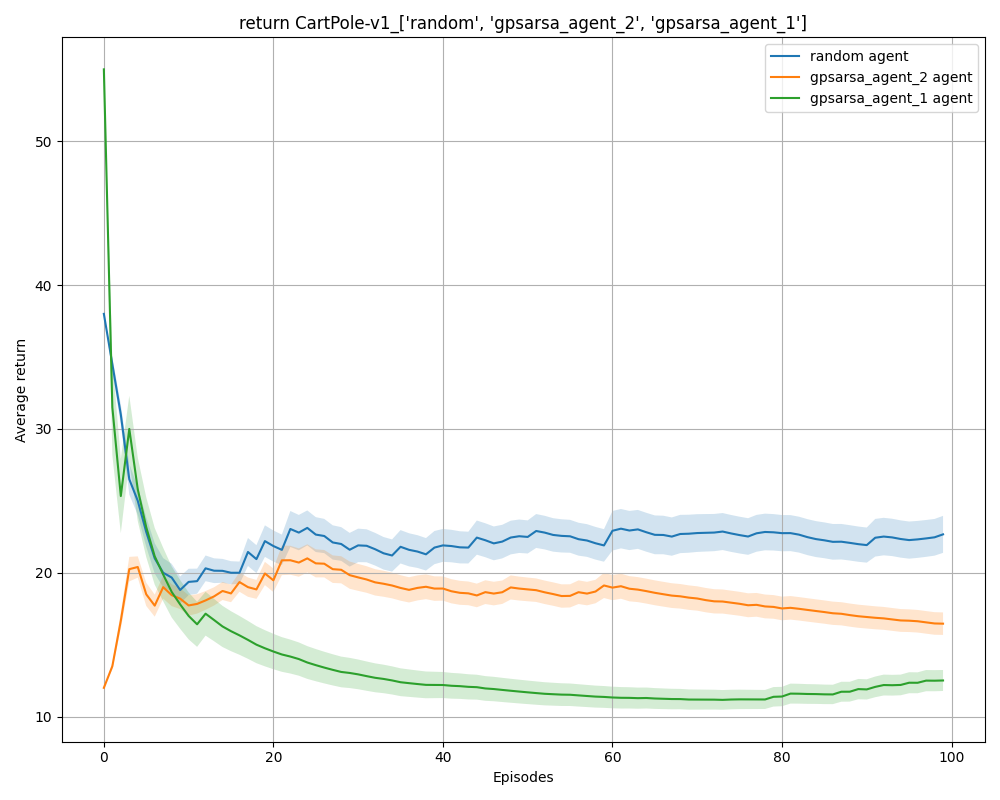 return CartPole-v1_['random', 'gpsarsa_agent_2', 'gpsarsa_agent_1']
random agent
gpsarsa_agent_2 agent
gpsarsa_agent_1 agent
Average return
50
40
30
20
10
0
20
40
60
80
100
Episodes